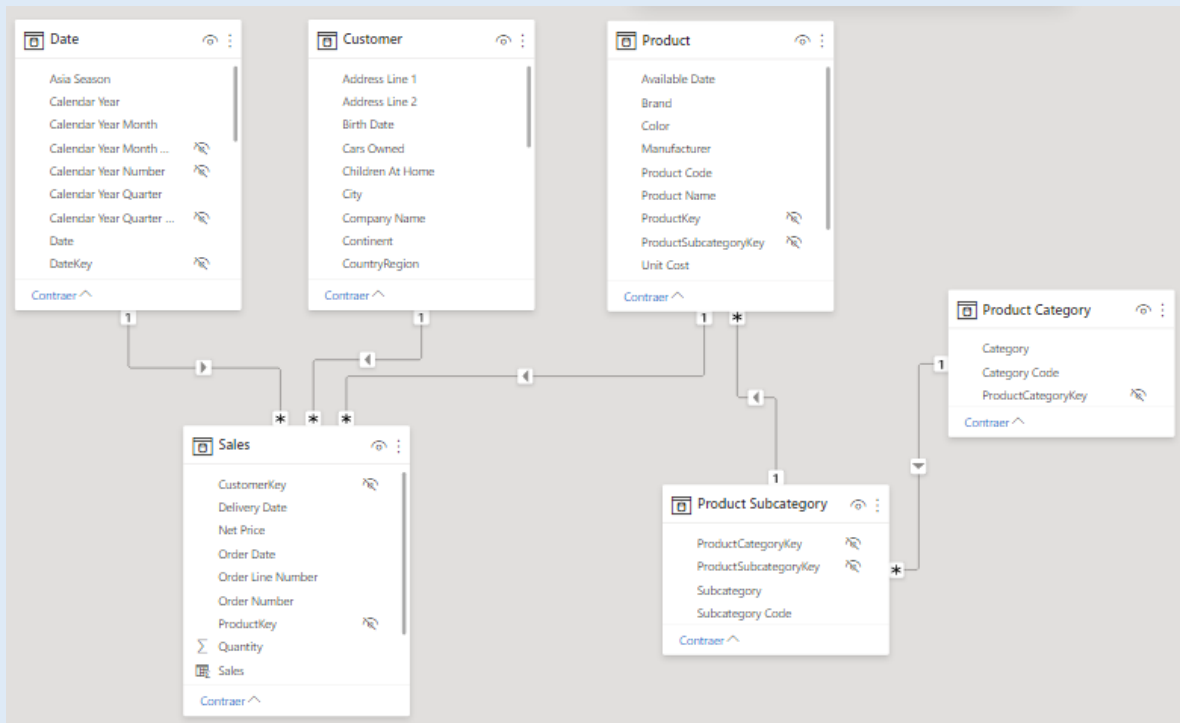 Date
Asia Season
Calendar Year
Calendar Year Month
Calendar Year Month ...
Calendar Year Number
Calendar Year Quarter
Calendar Year Quarter ...
Date
DateKey
Contraer
Customer
Address Line 1
Address Line 2
Birth Date
Cars Owned
Children At Home
City
Company Name
Continent
CountryRegion
Contraer
Product
Available Date
Brand
Color
Manufacturer
Product Code
Product Name
ProductKey
ProductSubcategoryKey
Unit Cost
Contraer
Product Category
Category
Category Code
ProductCategoryKey
Contraer
1
1
1
*
1
*
*
*
1
*
Sales
CustomerKey
Delivery Date
Net Price
Order Date
Order Line Number
Order Number
ProductKey
Σ Quantity
Sales
Contraer
Product Subcategory
ProductCategoryKey
ProductSubcategoryKey
Subcategory
Subcategory Code
Contraer